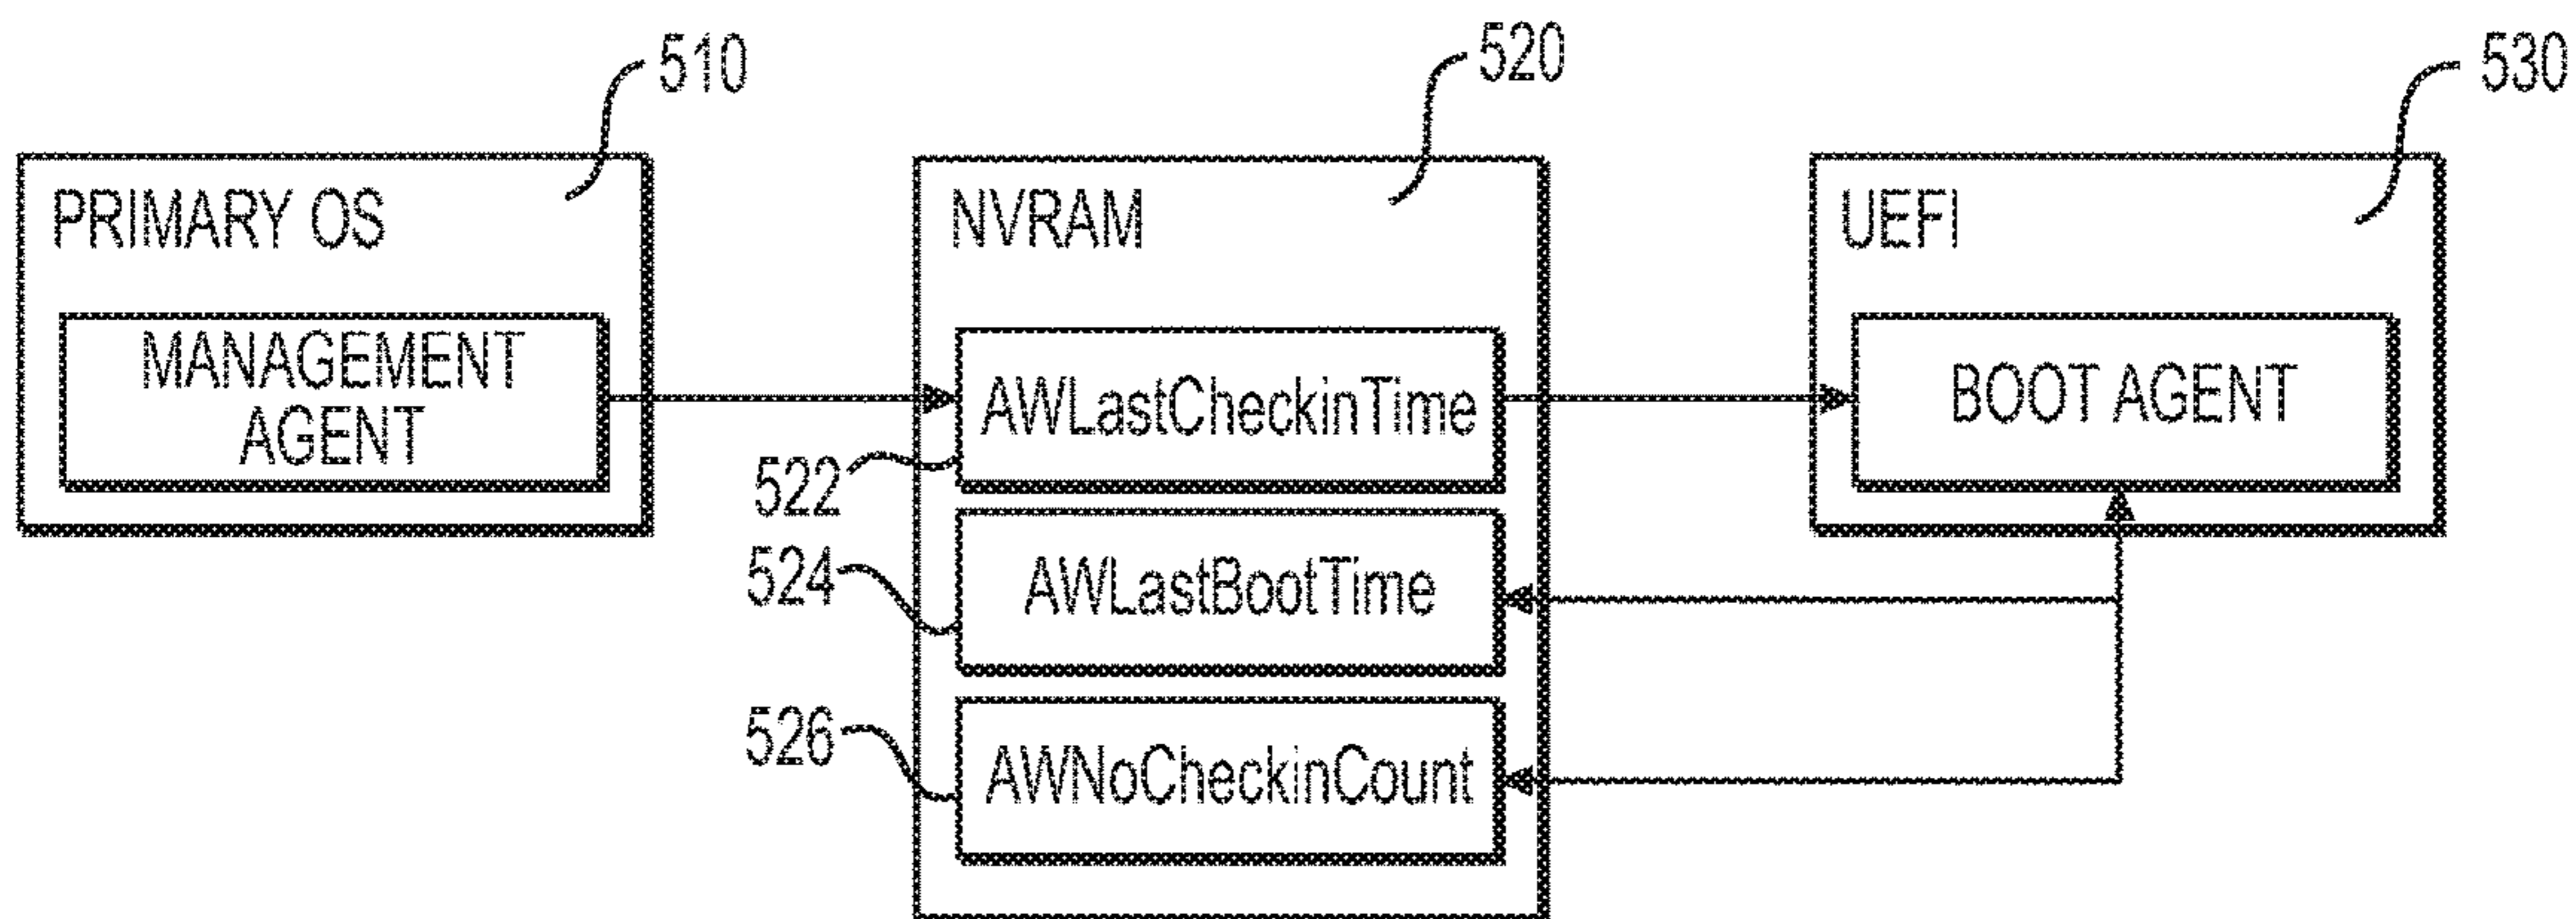 510
520
530
PRIMARY OS
NVRAM
UEFI
MANAGEMENT
AGENT
AWLastCheckinTime
BOOT AGENT
522
524
AWLastBootTime
526
AWNoCheckinCount